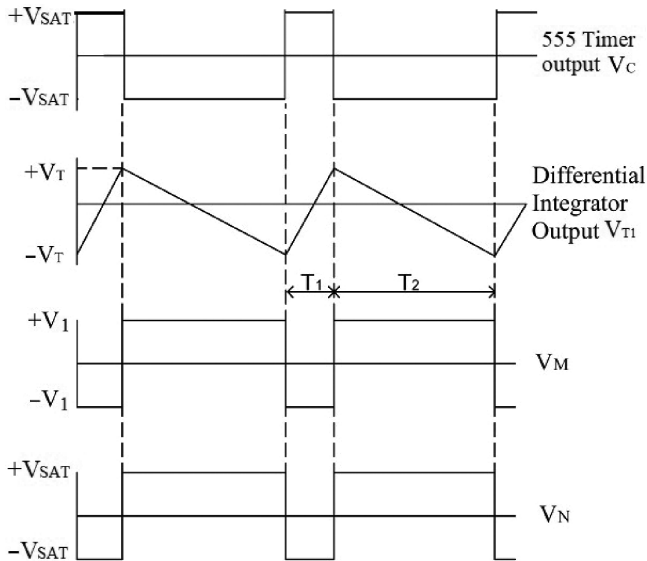 +VSAT
555 Timer
output VC
−VSAT
+VT
Differential
Integrator
Output VT1
−VT
T1
T2
+V1
VM
−V1
+VSAT
VN
−VSAT